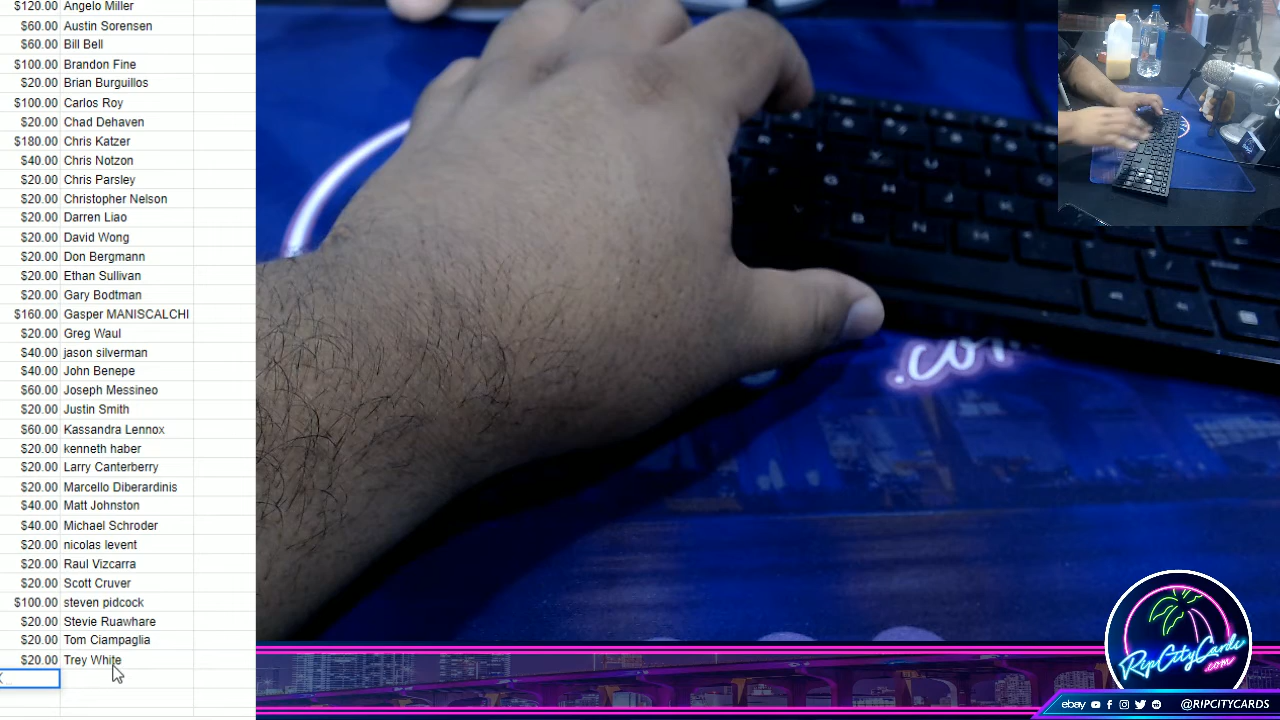 $120.00 Angelo Miller
$60.00 Austin Sorensen
$60.00 Bill Bell
$100.00 Brandon Fine
$20.00 Brian Burguillos
$100.00 Carlos Roy
$20.00 Chad Dehaven
$180.00 Chris Katzer
$40.00 Chris Notzon
$20.00 Chris Parsley
$20.00 Christopher Nelson
$20.00 Darren Liao
$20.00 David Wong
$20.00 Don Bergmann
$20.00 Ethan Sullivan
$20.00 Gary Bodtman
$160.00 Gasper MANISCALCHI
$20.00 Greg Waul
$40.00 jason silverman
$40.00 John Benepe
$60.00 Joseph Messineo
$20.00 Justin Smith
$60.00 Kassandra Lennox
$20.00 kenneth haber
$20.00 Larry Canterberry
$20.00 Marcello Diberardinis
$40.00 Matt Johnston
$40.00 Michael Schroder
$20.00 nicolas levent
$20.00 Raul Vizcarra
$20.00 Scott Cruver
$100.00 steven pidcock
$20.00 Stevie Ruawhare
$20.00 Tom Ciampaglia
$20.00 Trey White
B N M
.com
RipCityCards
.com
ebay @RIPCITYCARDS